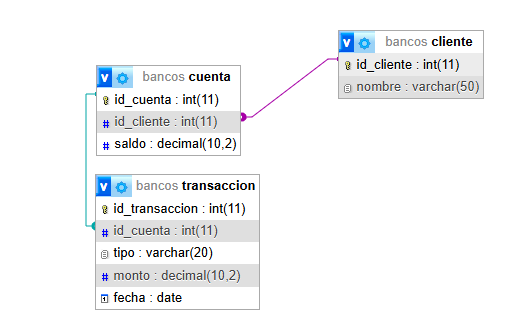 bancos cliente
id_cliente : int(11)
nombre : varchar(50)
bancos cuenta
id_cuenta : int(11)
# id_cliente : int(11)
# saldo : decimal(10,2)
bancos transaccion
id_transaccion : int(11)
# id_cuenta : int(11)
tipo : varchar(20)
# monto : decimal(10,2)
fecha : date